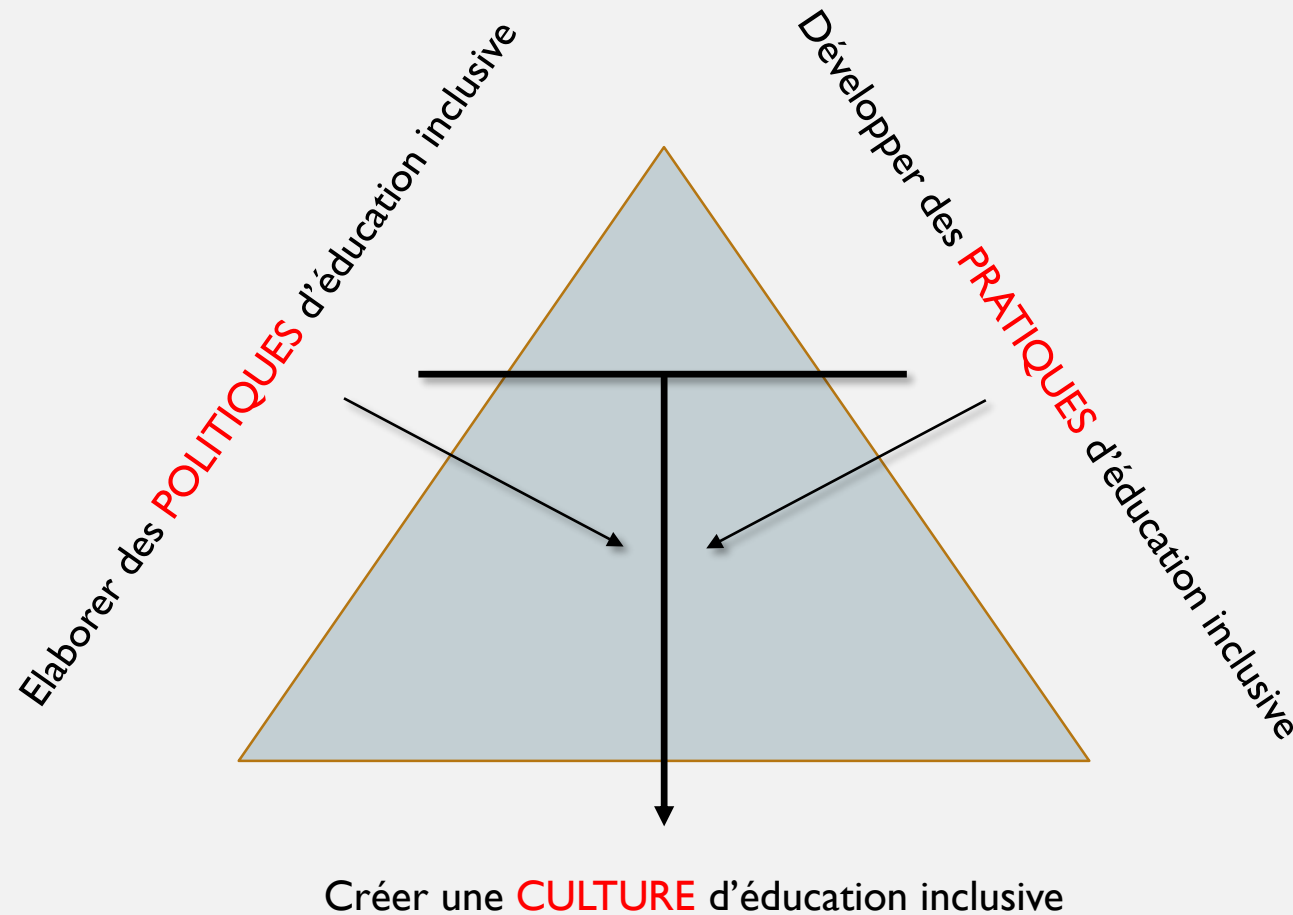 Elaborer des POLITIQUES d'éducation inclusive
Développer des PRATIQUES d'éducation inclusive
Créer une CULTURE d'éducation inclusive